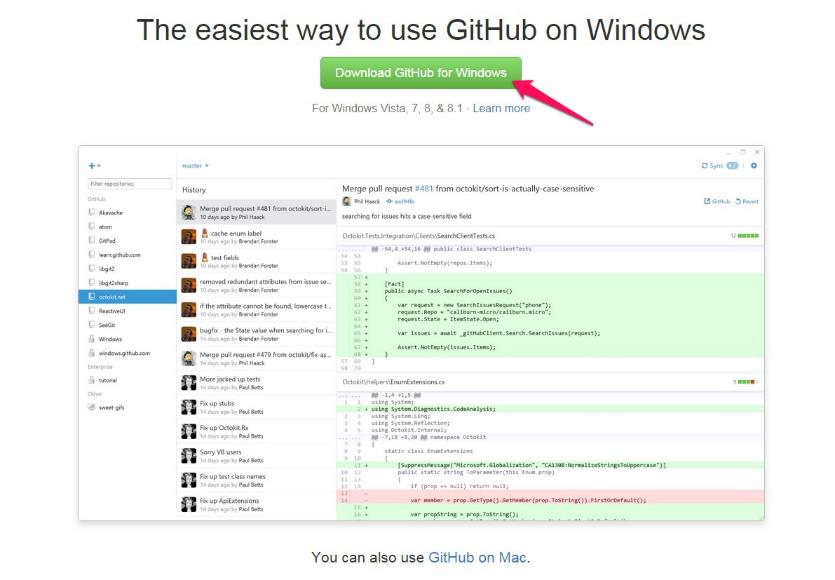 The easiest way to use GitHub on Windows
Download GitHub for Windows
For Windows Vista, 7, 8, & 8.1 · Learn more
master
Sync
Filter repositories
GitHub
Akavache
atom
GitPad
learn.github.com
libgit2
libgit2sharp
octokit.net
ReactiveUI
SeeGit
Windows
windows.github.com
Enterprise
tutorial
Other
sweet-gifs
History
Merge pull request #481 from octokit/sort-i...
10 days ago by Phil Haack
cache enum label
10 days ago by Brendan Forster
test fields
10 days ago by Brendan Forster
removed redundant attributes from issue se...
14 days ago by Brendan Forster
if the attribute cannot be found, lowercase t...
14 days ago by Brendan Forster
bugfix - the State value when searching for i...
14 days ago by Brendan Forster
Merge pull request #479 from octokit/fix-as...
14 days ago by Phil Haack
More jacked up tests
14 days ago by Paul Betts
Fix up stubs
14 days ago by Paul Betts
Fix up Octokit.Rx
14 days ago by Paul Betts
Sorry VB users
14 days ago by Paul Betts
Fix up test class names
14 days ago by Paul Betts
Fix up ApiExtensions
14 days ago by Paul Betts
Merge pull request #481 from octokit/sort-is-actually-case-sensitive
Phil Haack
GitHub Revert
searching for issues hits a case-sensitive field
Octokit.Tests.Integration\Clients\SearchClientTests.cs 12
@@ -54,4 +54,16 @@ public class SearchClientTests
54 54
55 55 Assert.NotEmpty(repos.Items);
56 56 }
57 +
58 + [Fact]
59 + public async Task SearchForOpenIssues()
60 + {
61 + var request = new SearchIssuesRequest("phone");
62 + request.Repo = "caliburn-micro/caliburn.micro";
63 + request.State = ItemState.Open;
64 +
65 + var issues = await _gitHubClient.Search.SearchIssues(request);
66 +
67 + Assert.NotEmpty(issues.Items);
68 + }
57 69 }
58 70
Octokit\Helpers\EnumExtensions.cs 9
@@ -1,4 +1,5 @@
1 1 using System;
2 + using System.Diagnostics.CodeAnalysis;
2 3 using System.Linq;
3 4 using System.Reflection;
4 5 using Octokit.Internal;
@@ -7,18 +8,20 @@ namespace Octokit
7 8 {
8 9 static class EnumExtensions
9 10 {
11 + [SuppressMessage("Microsoft.Globalization", "CA1308:NormalizeStringsToUppercase")]
10 12 public static string ToParameter(this Enum prop)
11 13 {
12 14 if (prop == null) return null;
13 -
14 - var member = prop.GetType().GetMember(prop.ToString()).FirstOrDefault();
15 +
16 + var propString = prop.ToString();
You can also use GitHub on Mac.